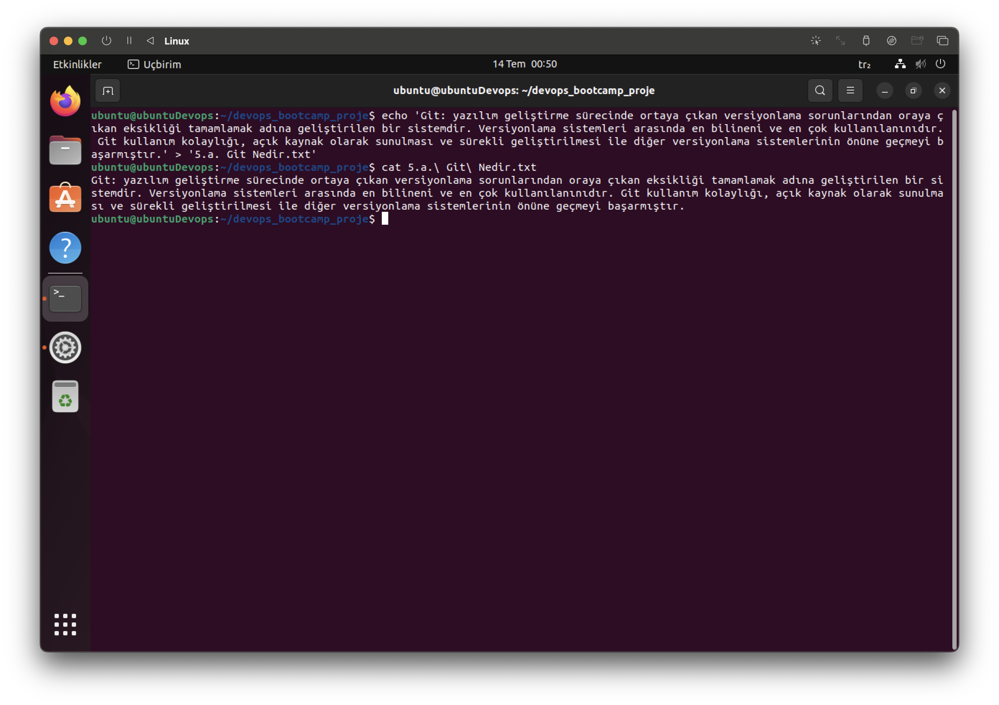 Linux
Etkinlikler Uçbirim 14 Tem 00:50 tr₂
ubuntu@ubuntuDevops: ~/devops_bootcamp_proje
ubuntu@ubuntuDevops:~/devops_bootcamp_proje$ echo 'Git: yazılım geliştirme sürecinde ortaya çıkan versiyonlama sorunlarından oraya ç
ıkan eksikliği tamamlamak adına geliştirilen bir sistemdir. Versiyonlama sistemleri arasında en bilineni ve en çok kullanılanınıdır.
 Git kullanım kolaylığı, açık kaynak olarak sunulması ve sürekli geliştirilmesi ile diğer versiyonlama sistemlerinin önüne geçmeyi b
aşarmıştır.' > '5.a. Git Nedir.txt'
ubuntu@ubuntuDevops:~/devops_bootcamp_proje$ cat 5.a.\ Git\ Nedir.txt
Git: yazılım geliştirme sürecinde ortaya çıkan versiyonlama sorunlarından oraya çıkan eksikliği tamamlamak adına geliştirilen bir si
stemdir. Versiyonlama sistemleri arasında en bilineni ve en çok kullanılanınıdır. Git kullanım kolaylığı, açık kaynak olarak sunulma
sı ve sürekli geliştirilmesi ile diğer versiyonlama sistemlerinin önüne geçmeyi başarmıştır.
ubuntu@ubuntuDevops:~/devops_bootcamp_proje$